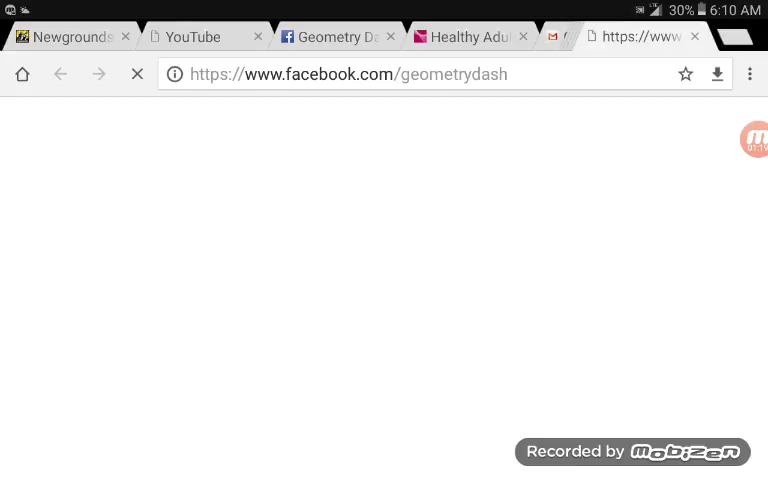 30% 6:10 AM
Newgrounds YouTube Geometry Da Healthy Adul https://www
https://www.facebook.com/geometrydash
01:19
Recorded by mobizen